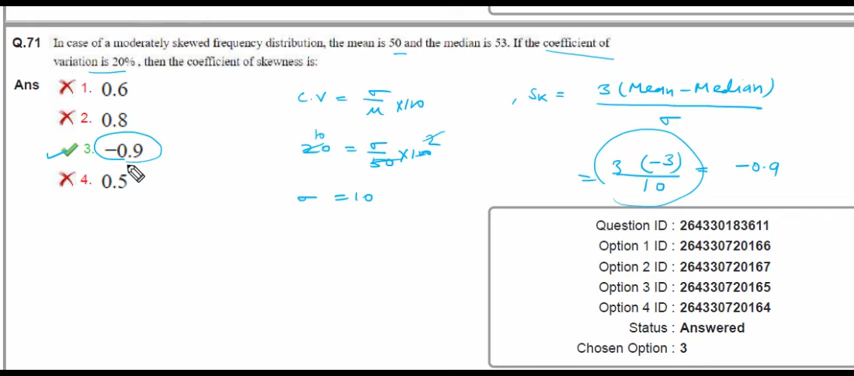 Q.71 In case of a moderately skewed frequency distribution, the mean is 50 and the median is 53. If the coefficient of
variation is 20%, then the coefficient of skewness is:
Ans 1. 0.6
2. 0.8
3. −0.9
4. 0.5
C.V = σ/μ ×100
20 = σ/50 ×100
10
2
σ = 10
, Sk = 3 (Mean − Median)/σ
= 3 (−3)/10 = −0.9
Question ID : 264330183611
Option 1 ID : 264330720166
Option 2 ID : 264330720167
Option 3 ID : 264330720165
Option 4 ID : 264330720164
Status : Answered
Chosen Option : 3